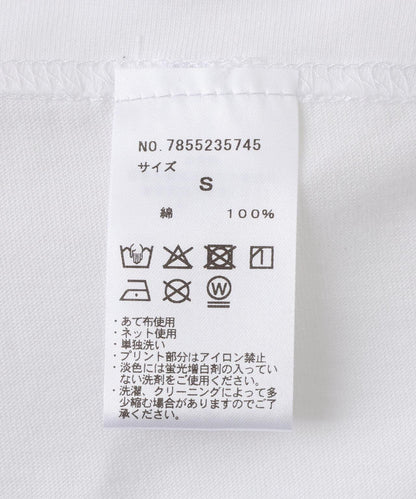 NO. 7855235745
サイズ
S
綿 100%
W
・あて布使用
・ネット使用
・単独洗い
・プリント部分はアイロン禁止
・淡色には蛍光増白剤の入ってい
ない洗剤をご使用ください。
・洗濯、クリーニングによって多
少縮む場合がありますのでご了
承ください。